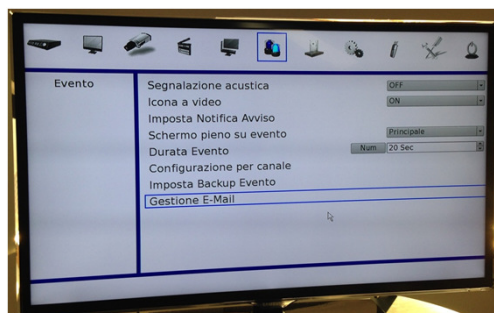 Evento
Segnalazione acustica OFF
Icona a video ON
Imposta Notifica Avviso
Schermo pieno su evento Principale
Durata Evento Num 20 Sec
Configurazione per canale
Imposta Backup Evento
Gestione E-Mail